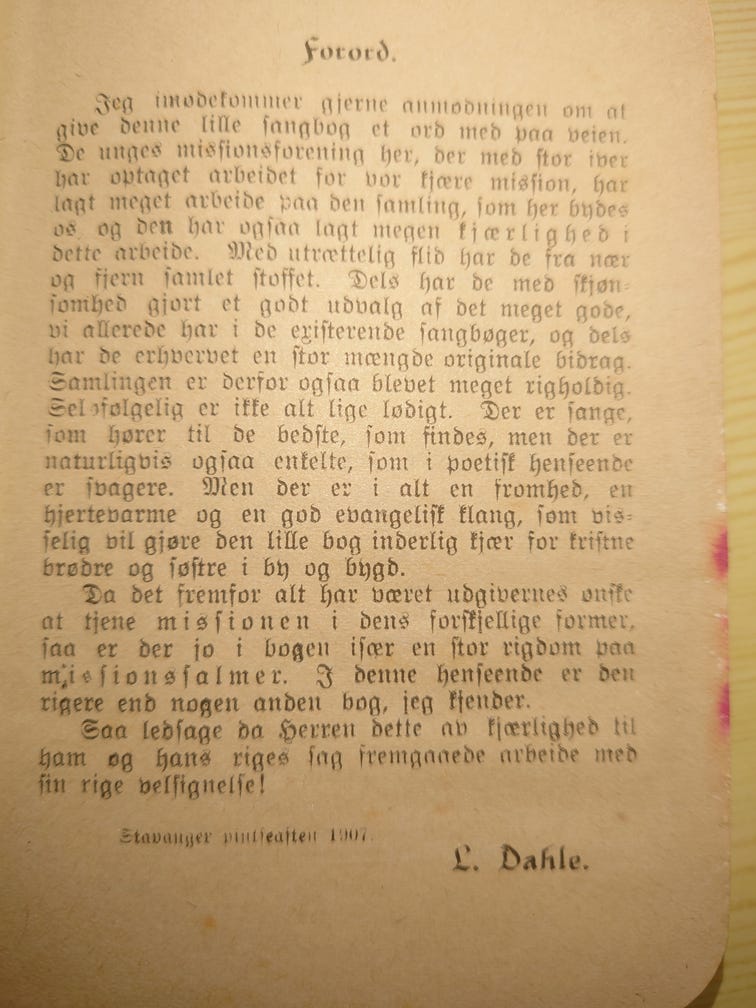 Forord.
Jeg imødekommer gjerne anmodningen om at
give denne lille sangbog et ord med paa veien.
De unges missionsforening her, der med stor iver
har optaget arbeidet for vor kjære mission, har
lagt meget arbeide paa den samling, som her bydes
os og den har ogsaa lagt megen kjærlighed i
dette arbeide. Med utrættelig flid har de fra nær
og fjern samlet stoffet. Dels har de med skjøn-
somhed gjort et godt udvalg af det meget gode,
vi allerede har i de existerende sangbøger, og dels
har de erhvervet en stor mængde originale bidrag.
Samlingen er derfor ogsaa blevet meget righoldig.
Selvfølgelig er ikke alt lige lødigt. Der er sange,
som hører til de bedste, som findes, men der er
naturligvis ogsaa enkelte, som i poetisk henseende
er svagere. Men der er i alt en fromhed, en
hjertevarme og en god evangelisk klang, som vis-
selig vil gjøre den lille bog inderlig kjær for kristne
brødre og søstre i by og bygd.
Da det fremfor alt har været udgivernes ønske
at tjene missionen i dens forskjellige former,
saa er der jo i bogen især en stor rigdom paa
missionssalmer. I denne henseende er den
rigere end nogen anden bog, jeg kjender.
Saa ledsage da Herren dette av kjærlighed til
ham og hans riges sag fremgaaede arbeide med
sin rige velsignelse!
Stavanger pintseaften 1907.
L. Dahle.